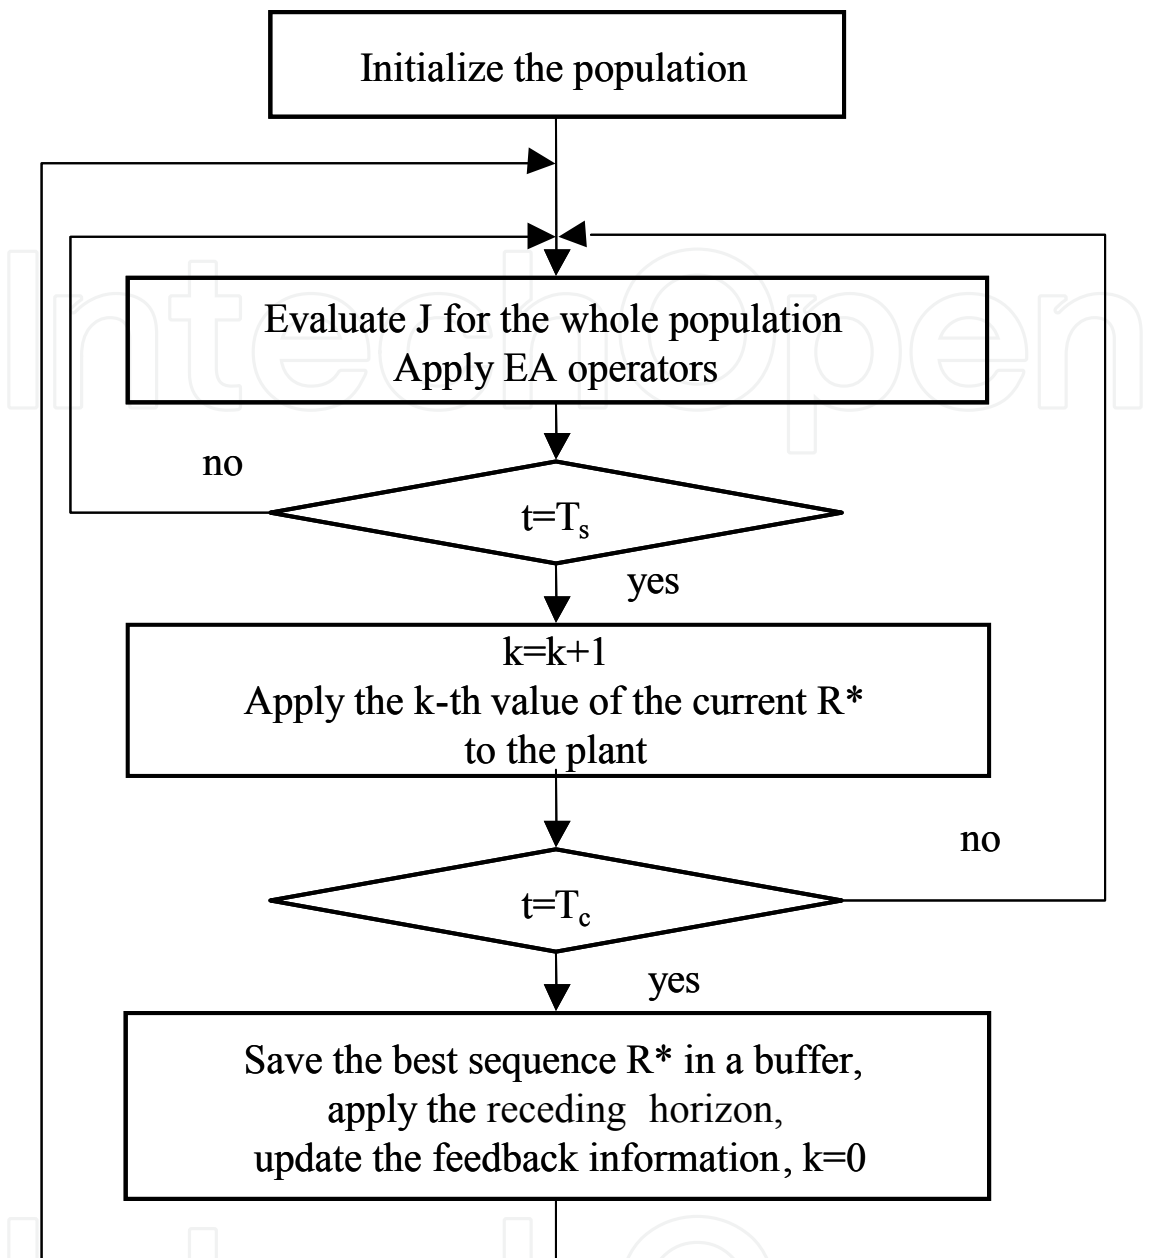 Initialize the population
Evaluate J for the whole population
Apply EA operators
no
t=Tₛ
yes
k=k+1
Apply the k-th value of the current R*
to the plant
no
t=T_c
yes
Save the best sequence R* in a buffer,
apply the receding horizon,
update the feedback information, k=0
IntechOpen